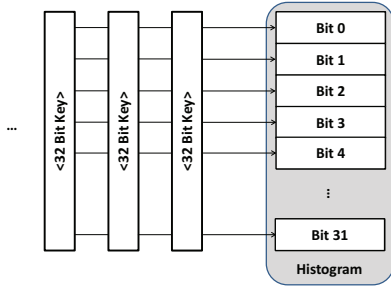 ...
<32 Bit Key>
<32 Bit Key>
<32 Bit Key>
Bit 0
Bit 1
Bit 2
Bit 3
Bit 4
...
Bit 31
Histogram